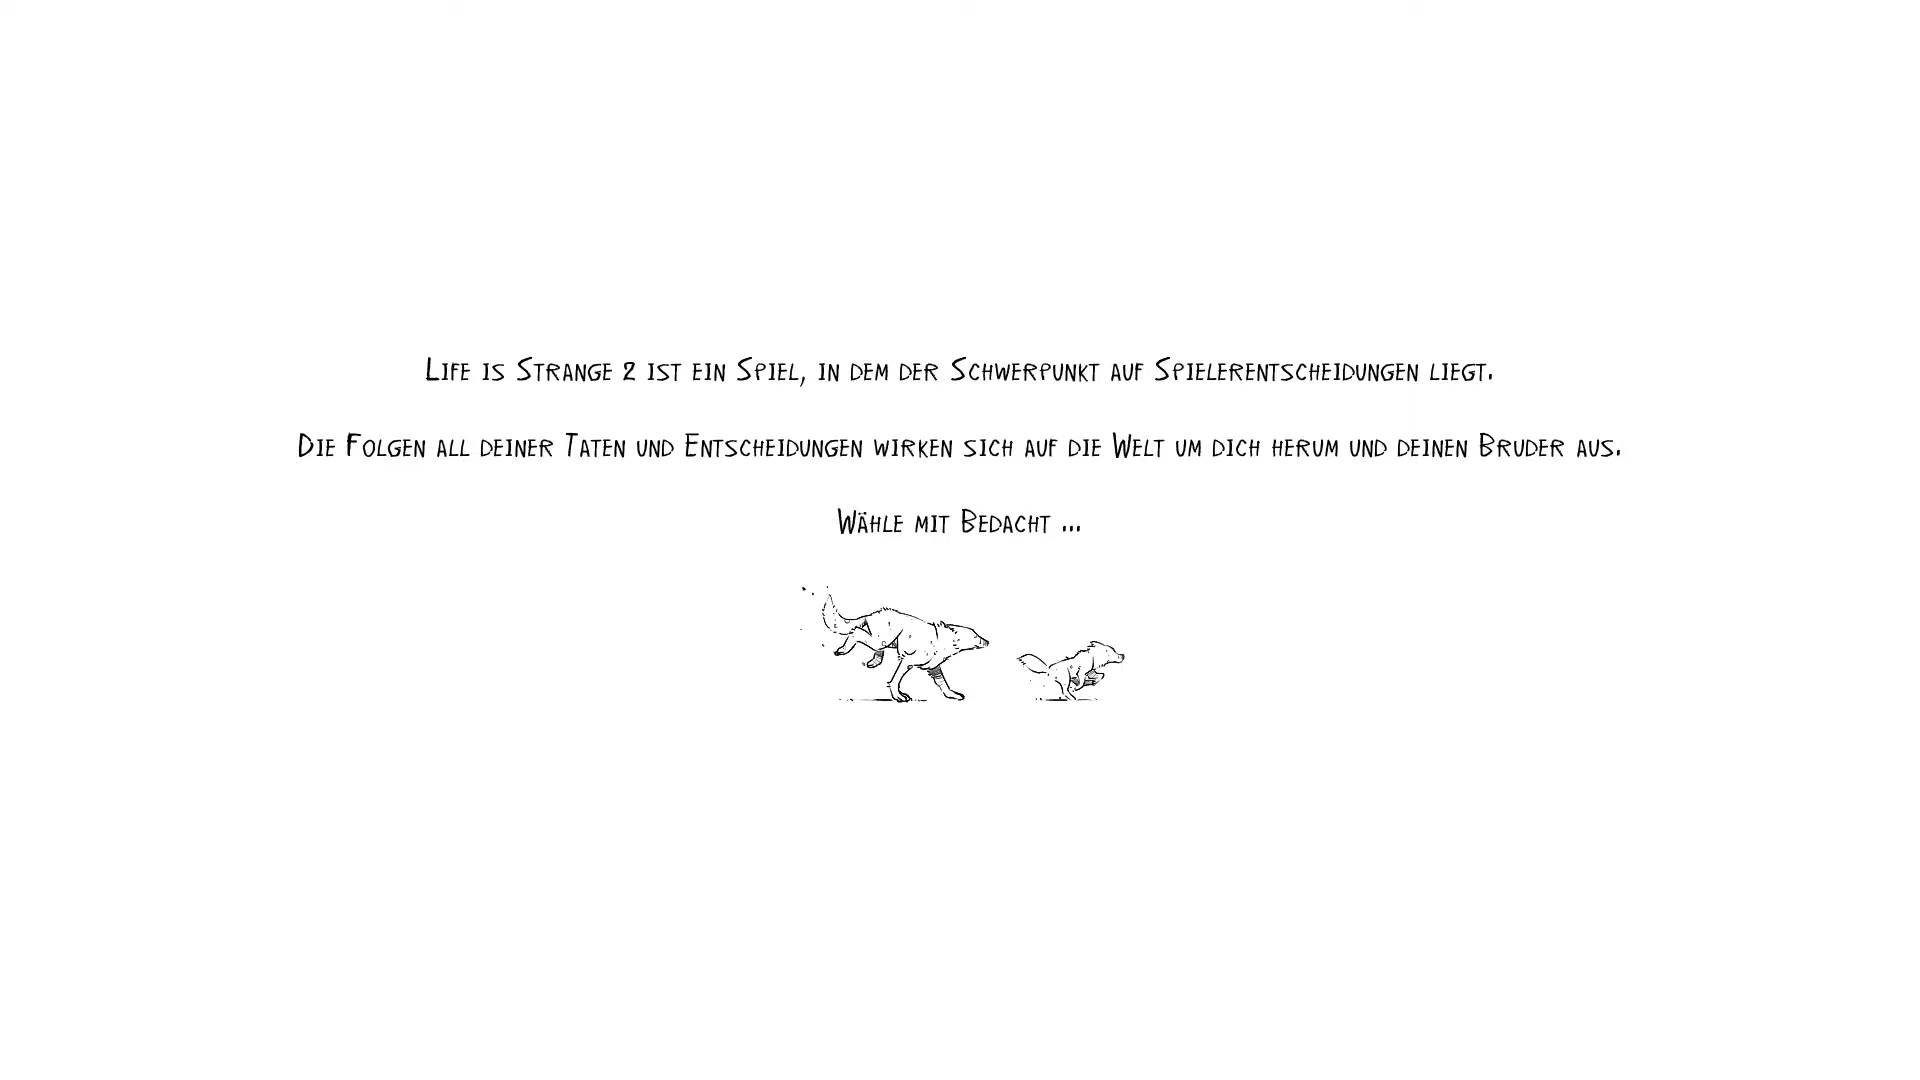 Life is Strange 2 ist ein Spiel, in dem der Schwerpunkt auf Spielerentscheidungen liegt.
Die Folgen all deiner Taten und Entscheidungen wirken sich auf die Welt um dich herum und deinen Bruder aus.
Wähle mit Bedacht ...